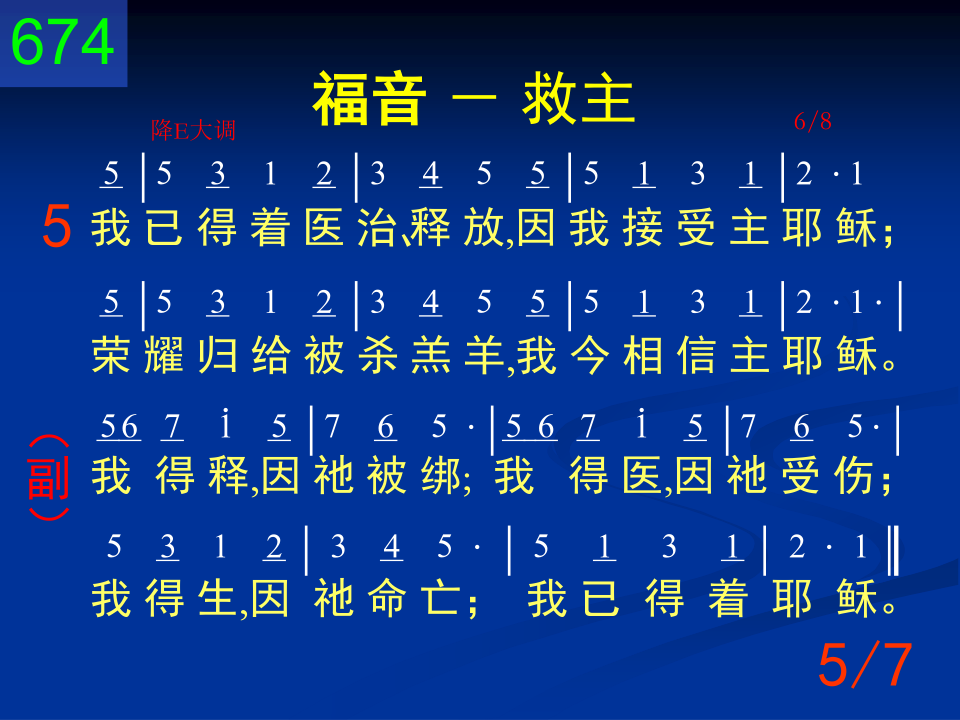 674
福音 － 救主
降E大调
6/8
5 | 5 3 1 2 | 3 4 5 5 | 5 1 3 1 | 2 · 1
5 我已得着医治、释放,因我接受主耶稣；
5 | 5 3 1 2 | 3 4 5 5 | 5 1 3 1 | 2 · 1 · |
荣耀归给被杀羔羊,我今相信主耶稣。
56 7 i 5 | 7 6 5 · | 5 6 7 i 5 | 7 6 5 · |
（副） 我得释,因祂被绑; 我得医,因祂受伤；
5 3 1 2 | 3 4 5 · | 5 1 3 1 | 2 · 1 ‖
我得生,因祂命亡； 我已得着耶稣。
5/7